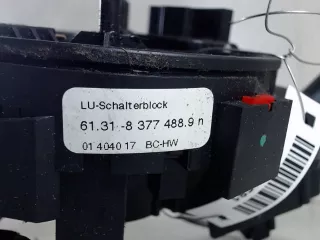 LU-Schalterblock
61.31 -8 377 488.9 n
01 4040 17 BC-HW